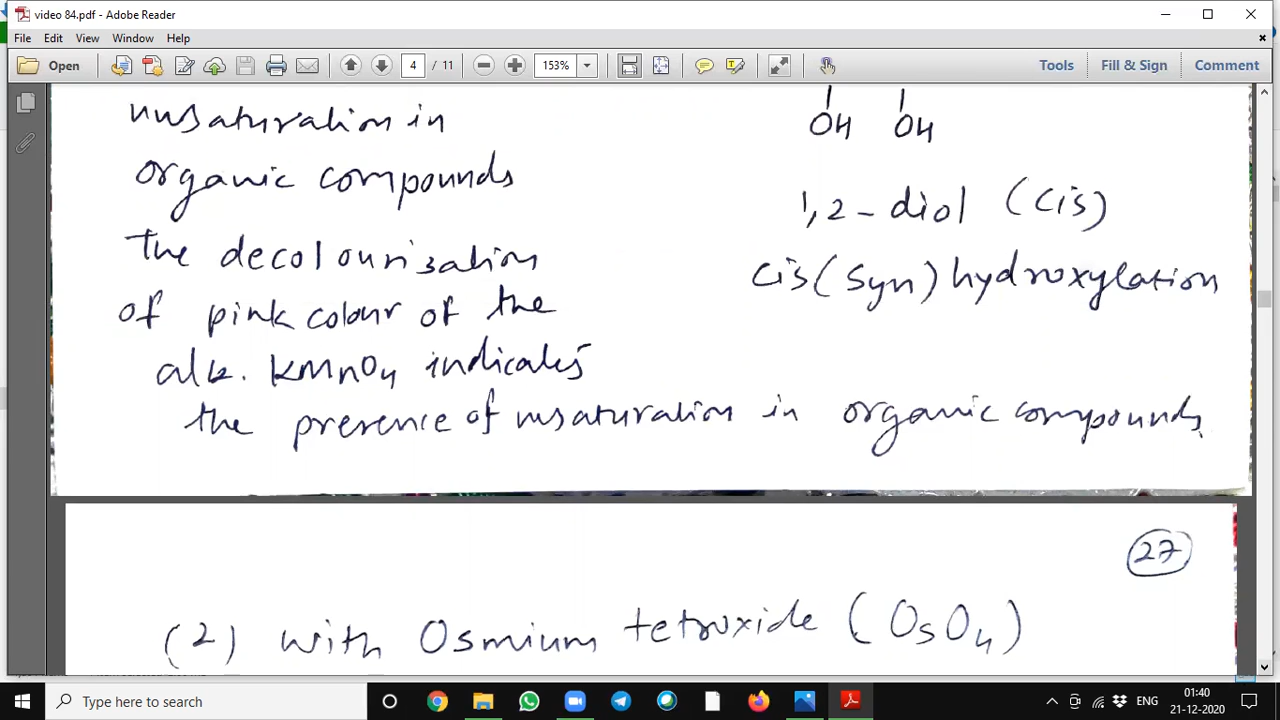 video 84.pdf - Adobe Reader
File Edit View Window Help
Open 4 / 11 153% Tools Fill & Sign Comment
unsaturation in
organic compounds
the decolourisation
of pink colour of the
alk. KMnO4 indicates
the presence of unsaturation in organic compounds
OH OH
1,2-diol (cis)
cis(syn) hydroxylation
27
(2) with Osmium tetroxide (OsO4)
Type here to search
ENG
01:40
21-12-2020